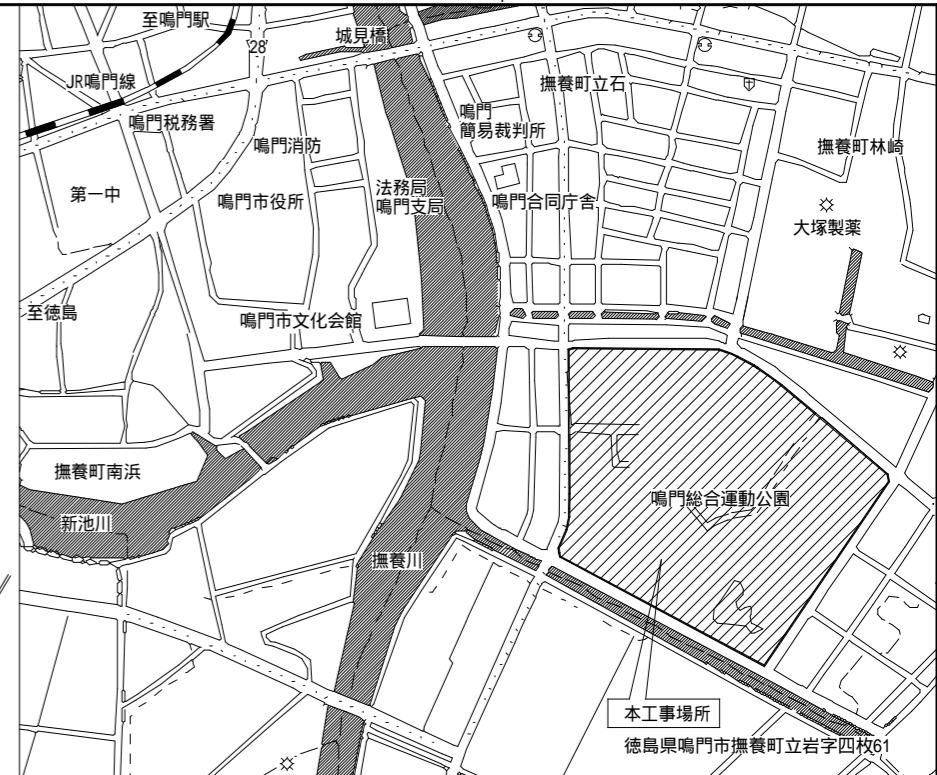 至鳴門駅
28
城見橋
JR鳴門線
撫養町立石
鳴門税務署
鳴門
簡易裁判所
鳴門消防
撫養町林崎
第一中
鳴門市役所
法務局
鳴門支局
鳴門合同庁舎
大塚製薬
至徳島
鳴門市文化会館
撫養町南浜
鳴門総合運動公園
新池川
撫養川
本工事場所
徳島県鳴門市撫養町立岩字四枚61